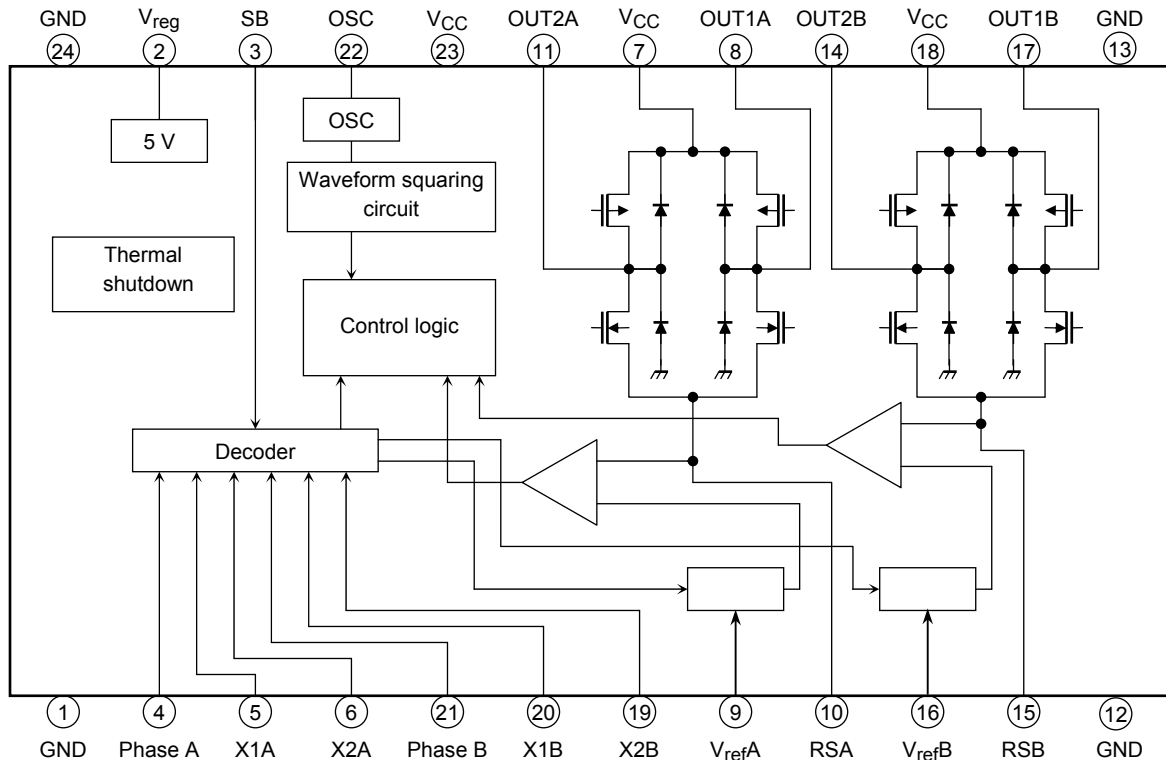 GND Vreg SB OSC VCC OUT2A VCC OUT1A OUT2B VCC OUT1B GND
24 2 3 22 23 11 7 8 14 18 17 13
5 V
OSC
Waveform squaring
circuit
Thermal
shutdown
Control logic
Decoder
1 4 5 6 21 20 19 9 10 16 15 12
GND Phase A X1A X2A Phase B X1B X2B VrefA RSA VrefB RSB GND